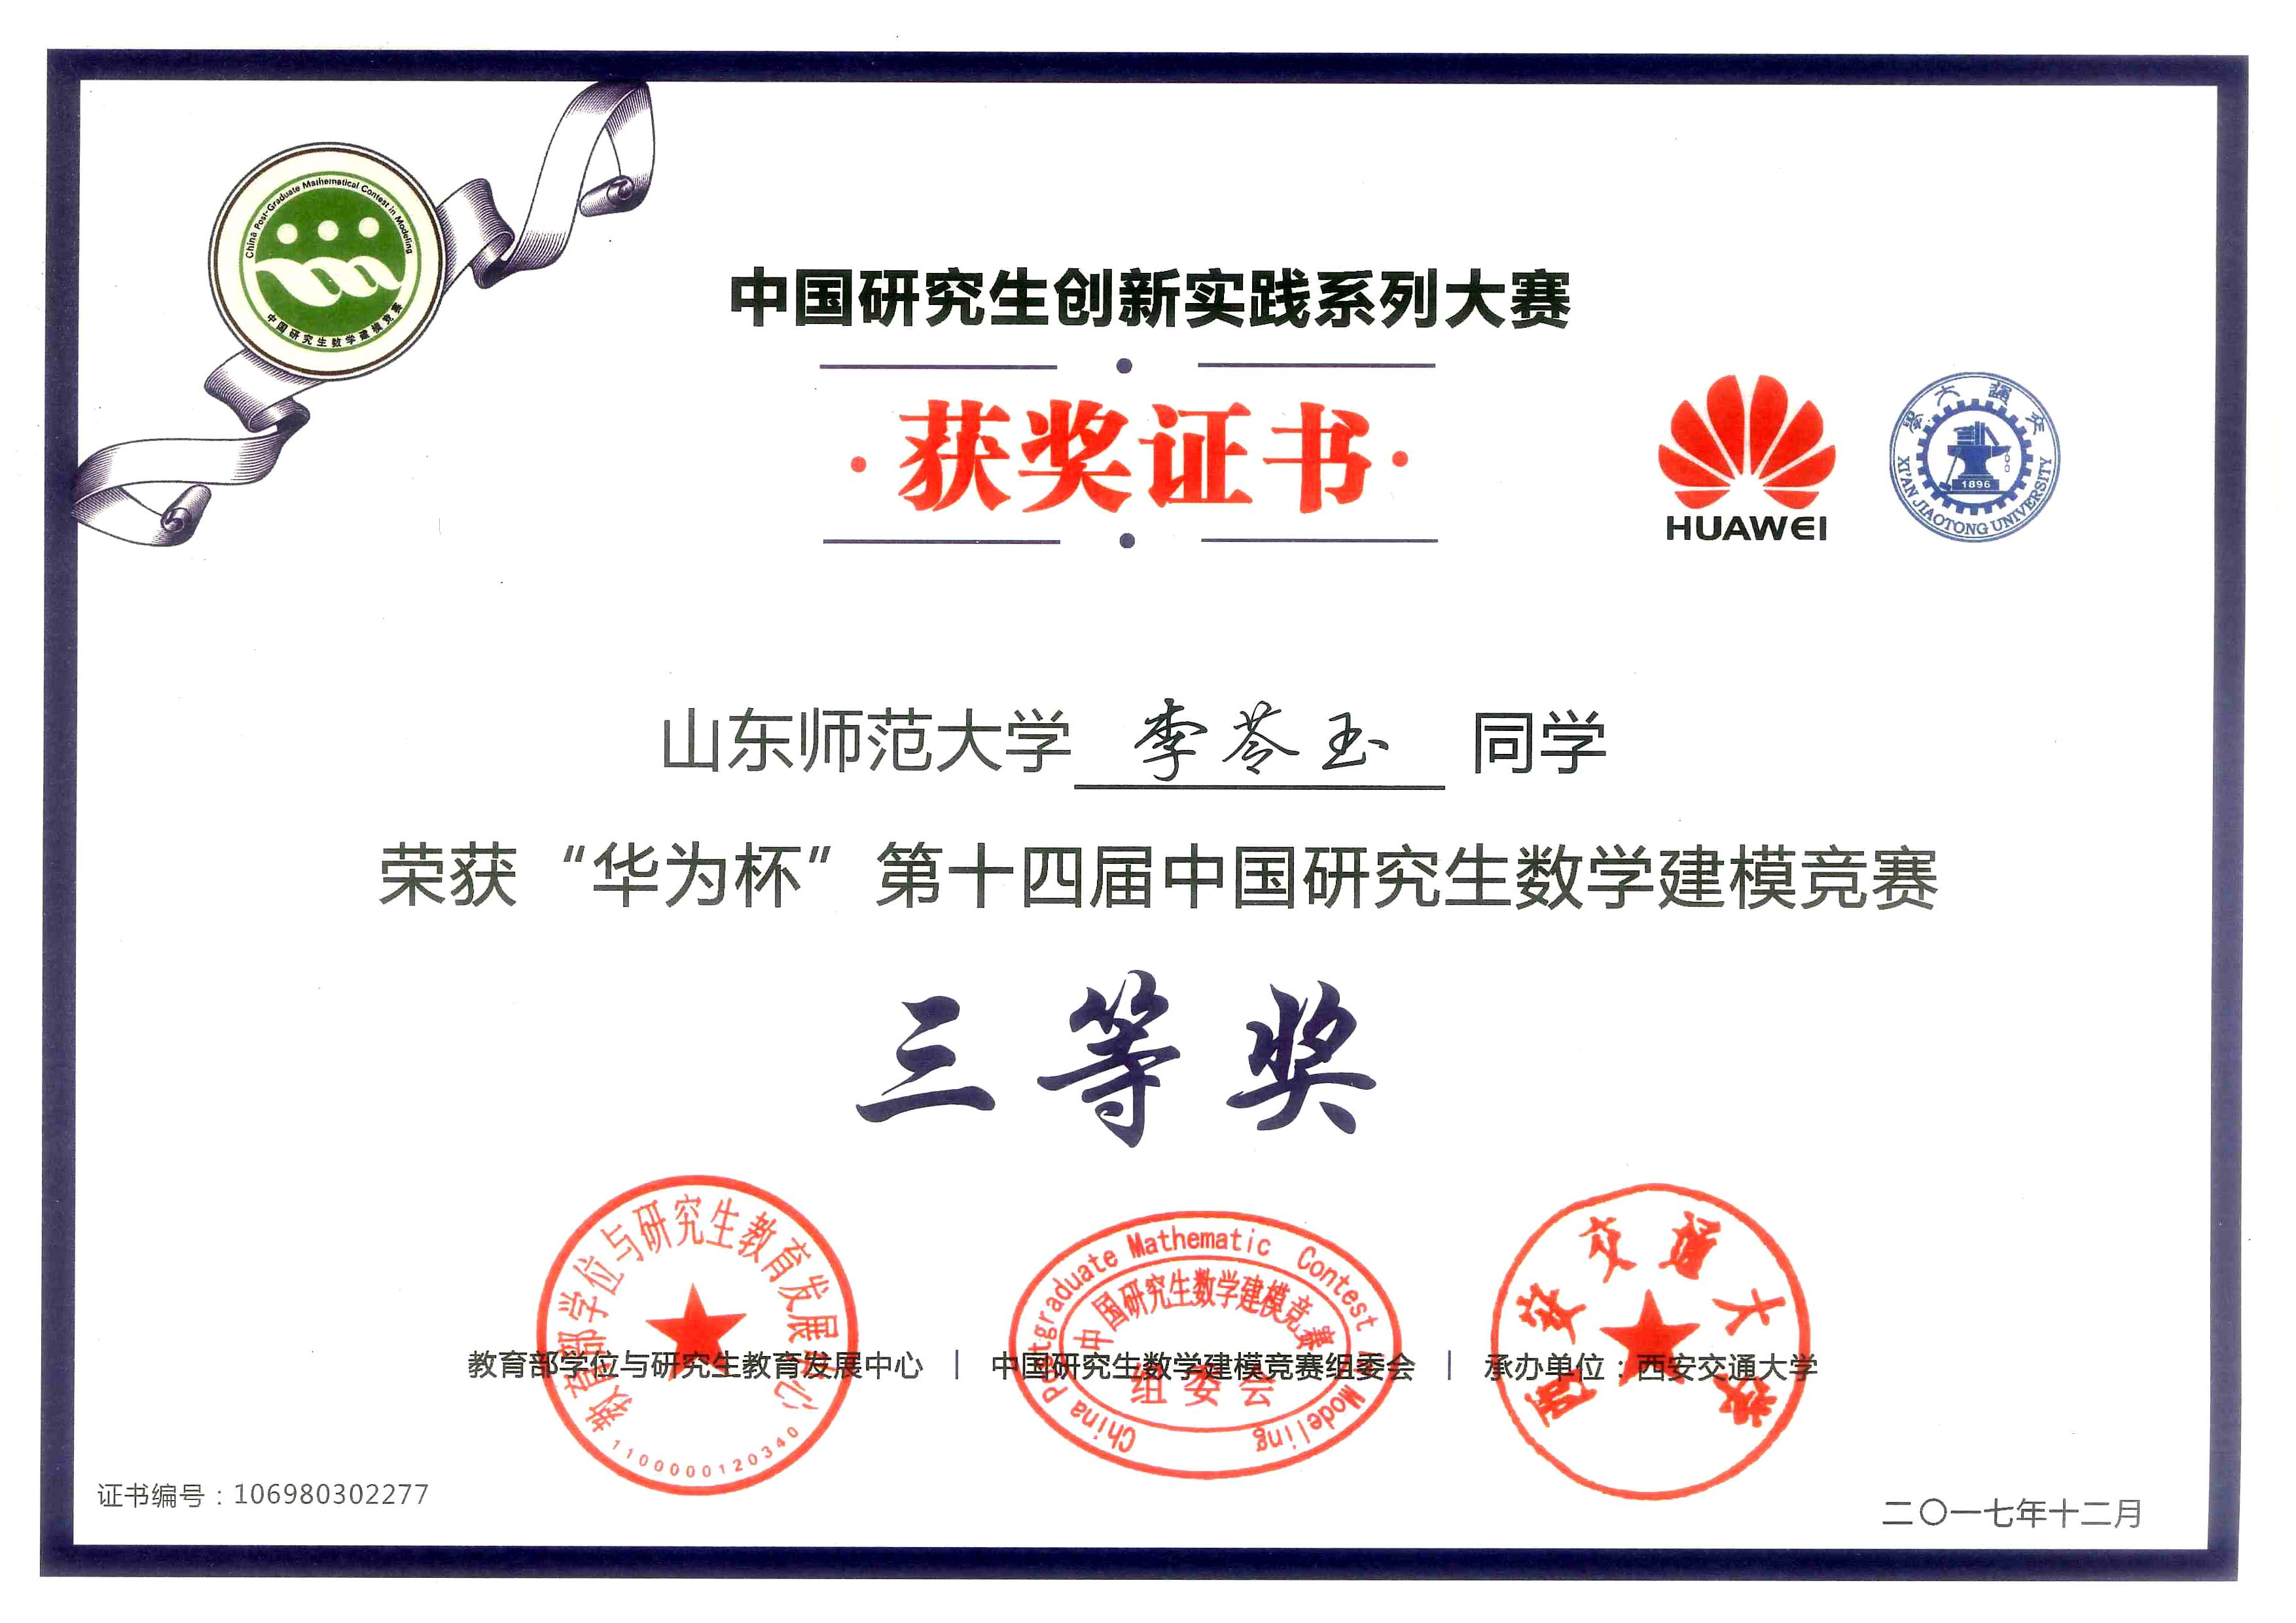 China Post-Graduate Mathematical Contest in Modeling
中国研究生数学建模竞赛
中国研究生创新实践系列大赛
·获奖证书·
HUAWEI
西安交通大学
1896
XI'AN JIAOTONG UNIVERSITY
山东师范大学 李苓玉 同学
荣获“华为杯”第十四届中国研究生数学建模竞赛
三等奖
教育部学位与研究生教育发展中心
1100000120340
China Postgraduate Mathematic Contest in Modeling
中国研究生数学建模竞赛
组委会
西安交通大学
教育部学位与研究生教育发展中心 | 中国研究生数学建模竞赛组委会 | 承办单位：西安交通大学
证书编号：106980302277
二〇一七年十二月